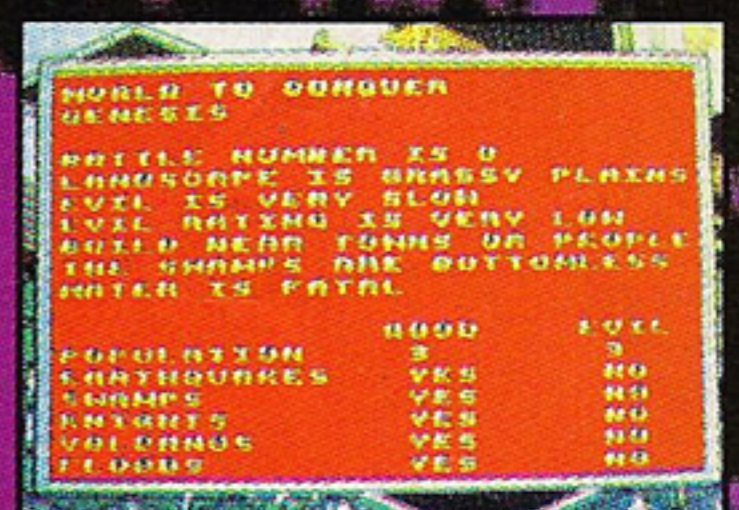 WORLD TO CONQUER
GENESIS
BATTLE NUMBER IS 0
LANDSCAPE IS GRASSY PLAINS
EVIL IS VERY SLOW
EVIL RATING IS VERY LOW
BUILD NEAR TOWNS OR PEOPLE
THE SWAMPS ARE BOTTOMLESS
WATER IS FATAL
GOOD EVIL
POPULATION 3 3
EARTHQUAKES YES NO
SWAMPS YES NO
KNIGHTS YES NO
VOLCANOS YES NO
FLOODS YES NO